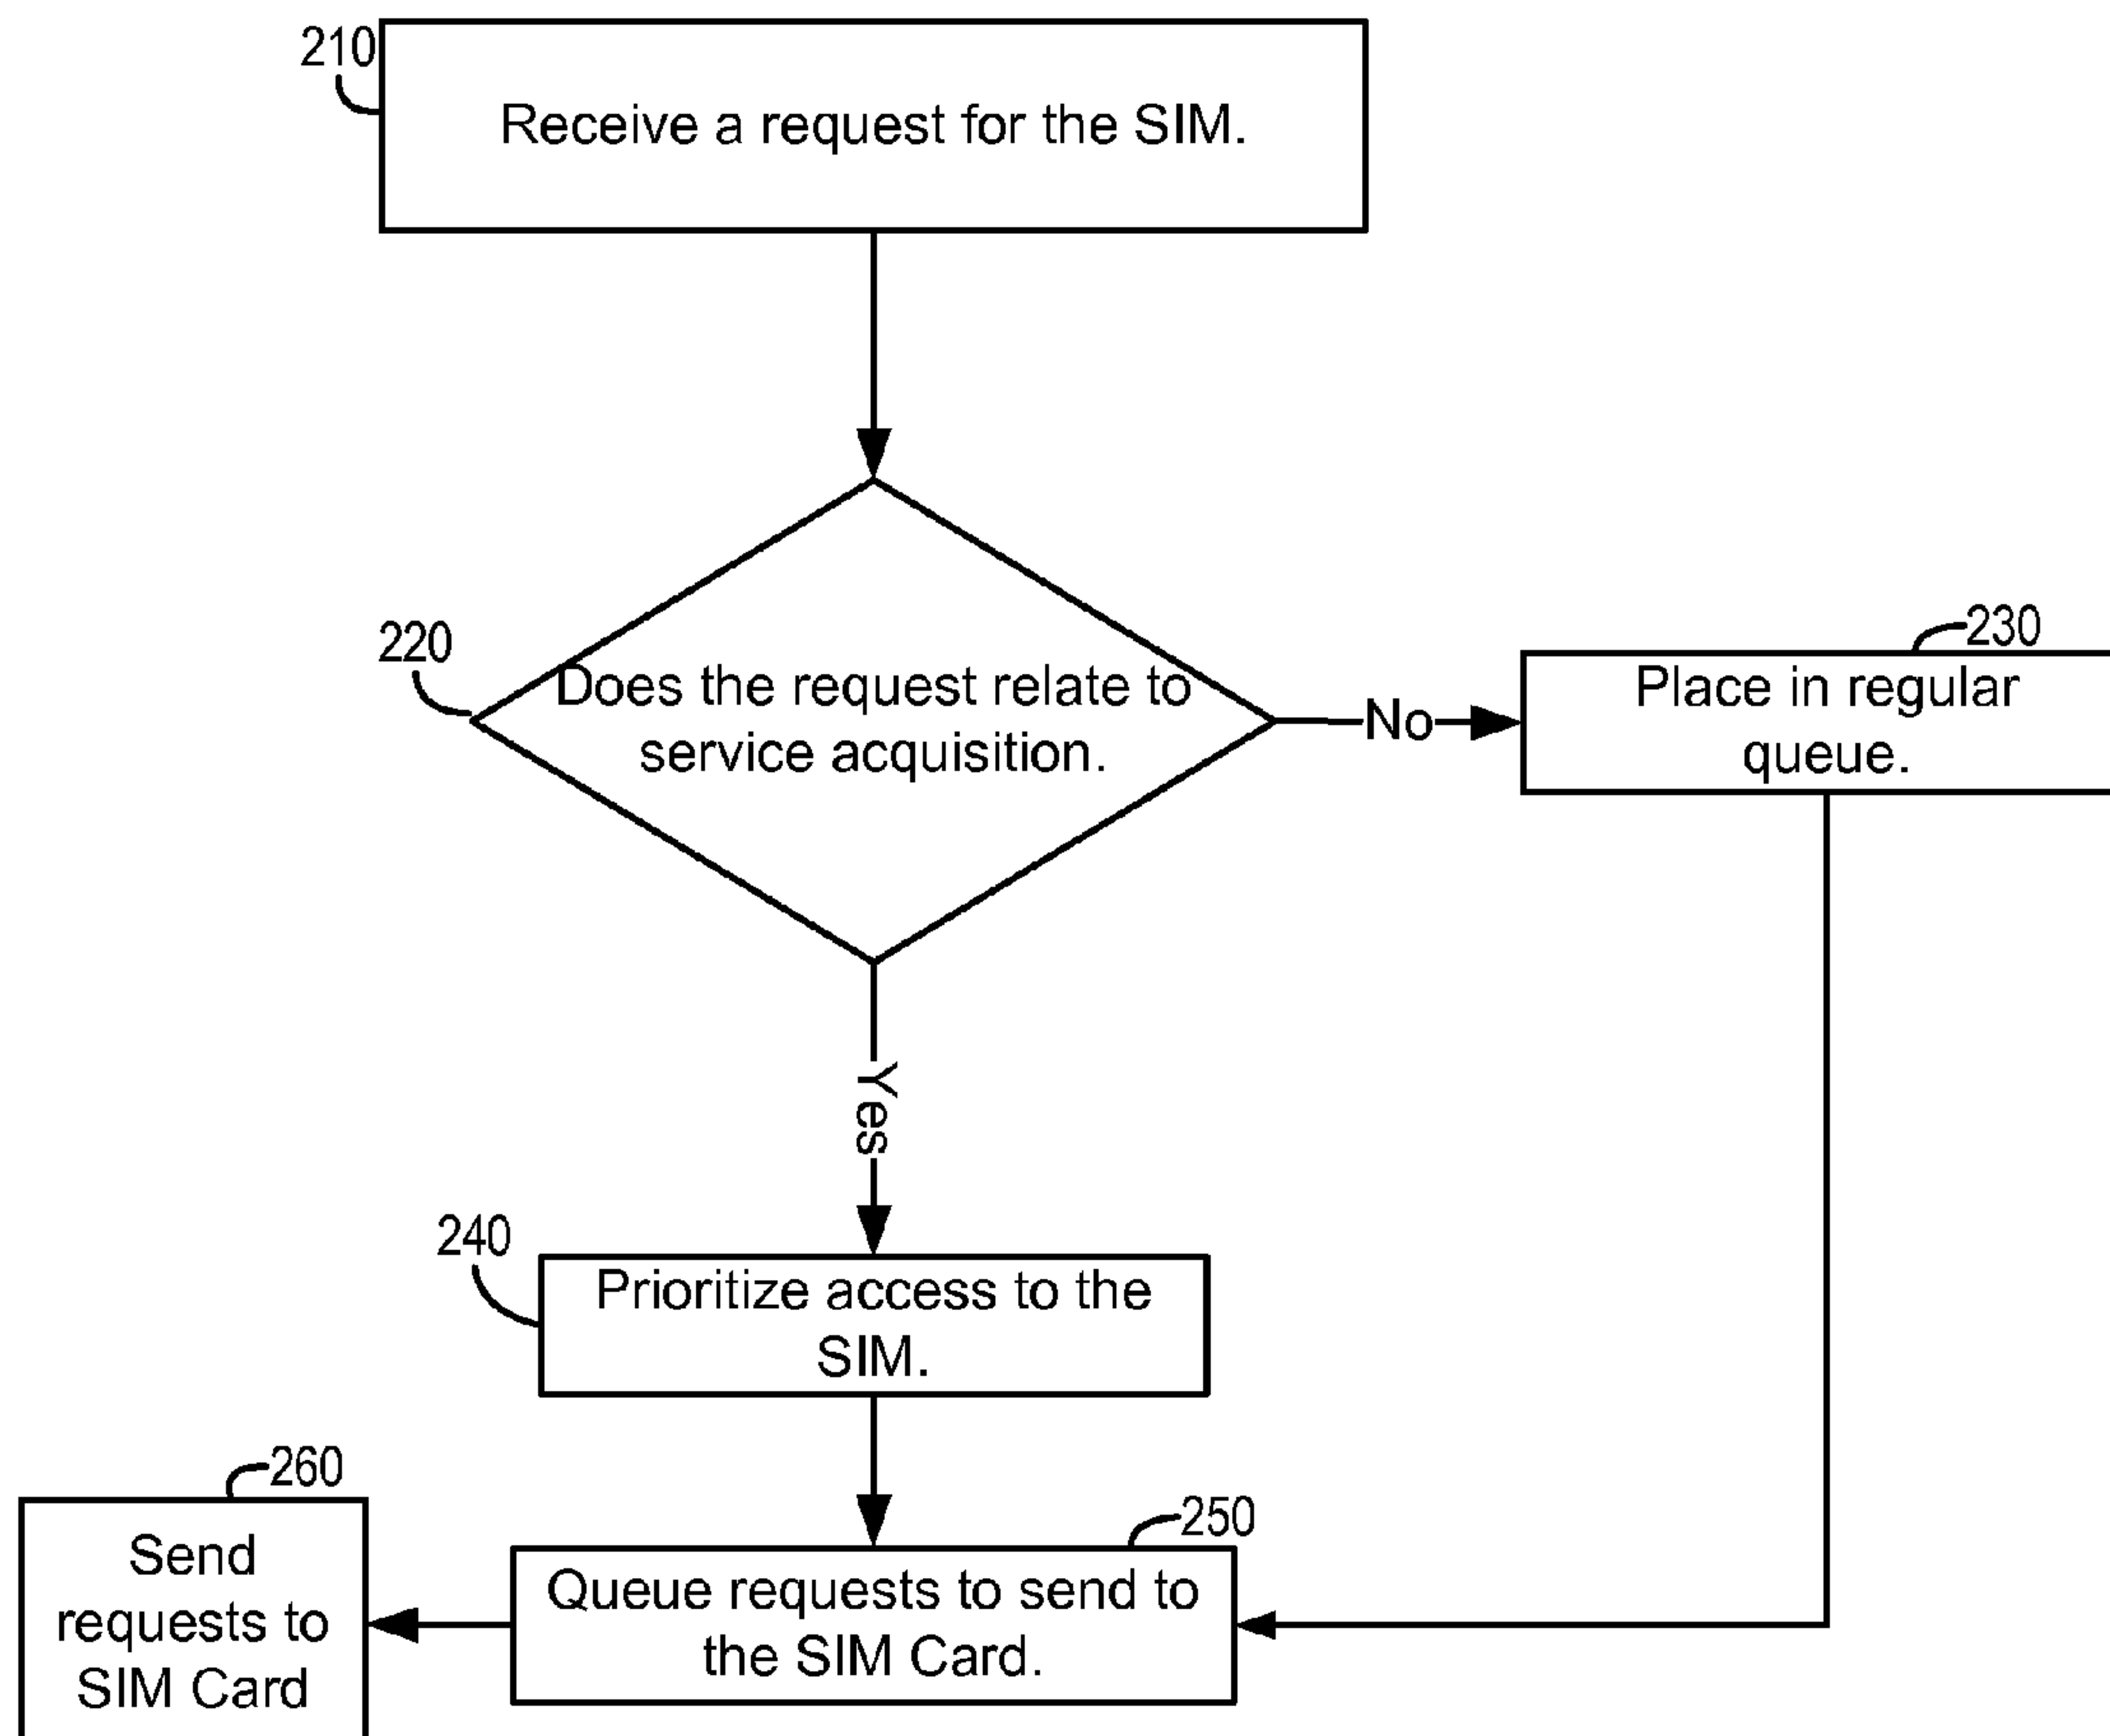 210
Receive a request for the SIM.
220
Does the request relate to
service acquisition.
No
230
Place in regular
queue.
Yes
240
Prioritize access to the
SIM.
250
Queue requests to send to
the SIM Card.
260
Send
requests to
SIM Card